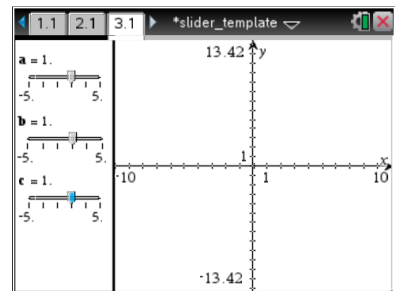 1.1 2.1 3.1 *slider_template
a = 1.
-5. 5.
b = 1.
-5. 5.
c = 1.
-5. 5.
13.42 y
1
x
-10 1 10
-13.42